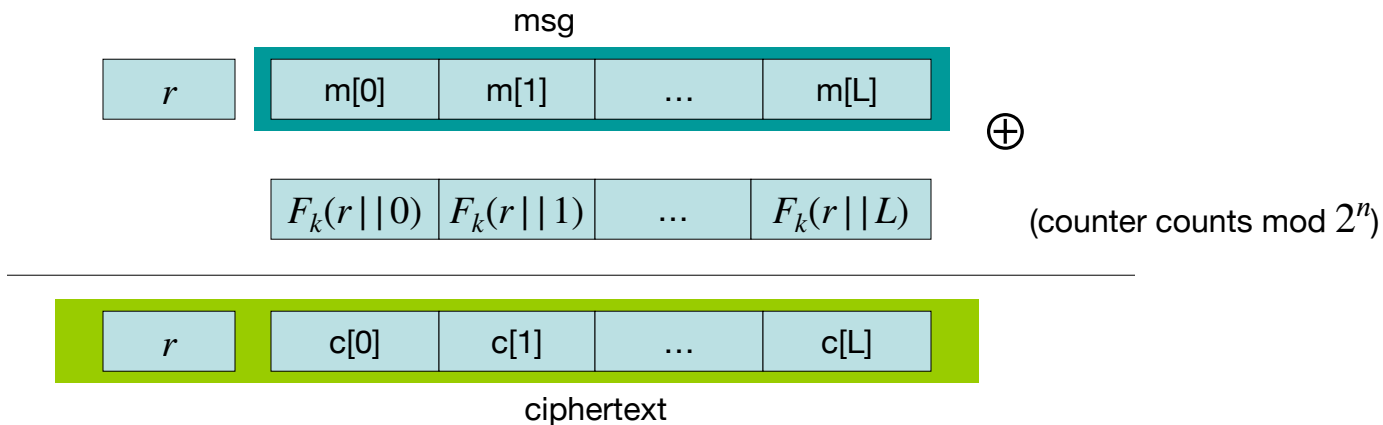 msg
r m[0] m[1] ... m[L]
⊕
F_k(r||0) F_k(r||1) ... F_k(r||L) (counter counts mod 2^n)
r c[0] c[1] ... c[L]
ciphertext